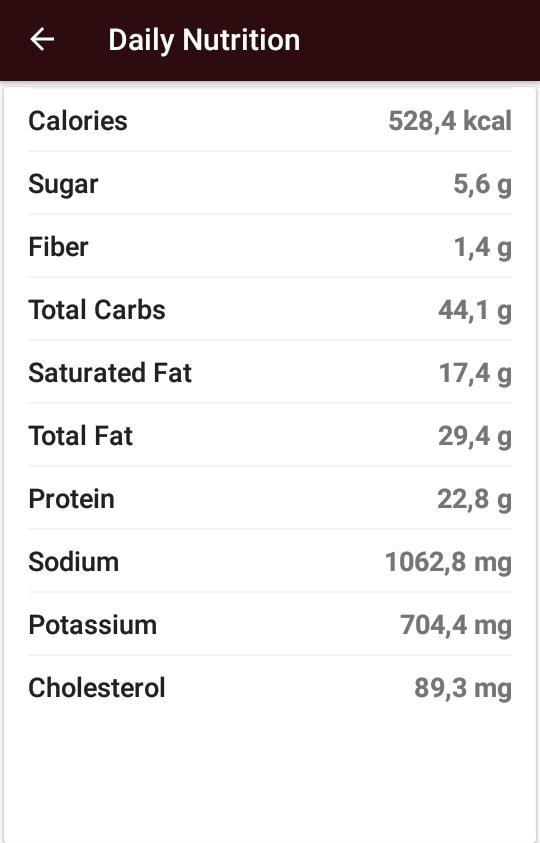 Daily Nutrition
Calories 528,4 kcal
Sugar 5,6 g
Fiber 1,4 g
Total Carbs 44,1 g
Saturated Fat 17,4 g
Total Fat 29,4 g
Protein 22,8 g
Sodium 1062,8 mg
Potassium 704,4 mg
Cholesterol 89,3 mg